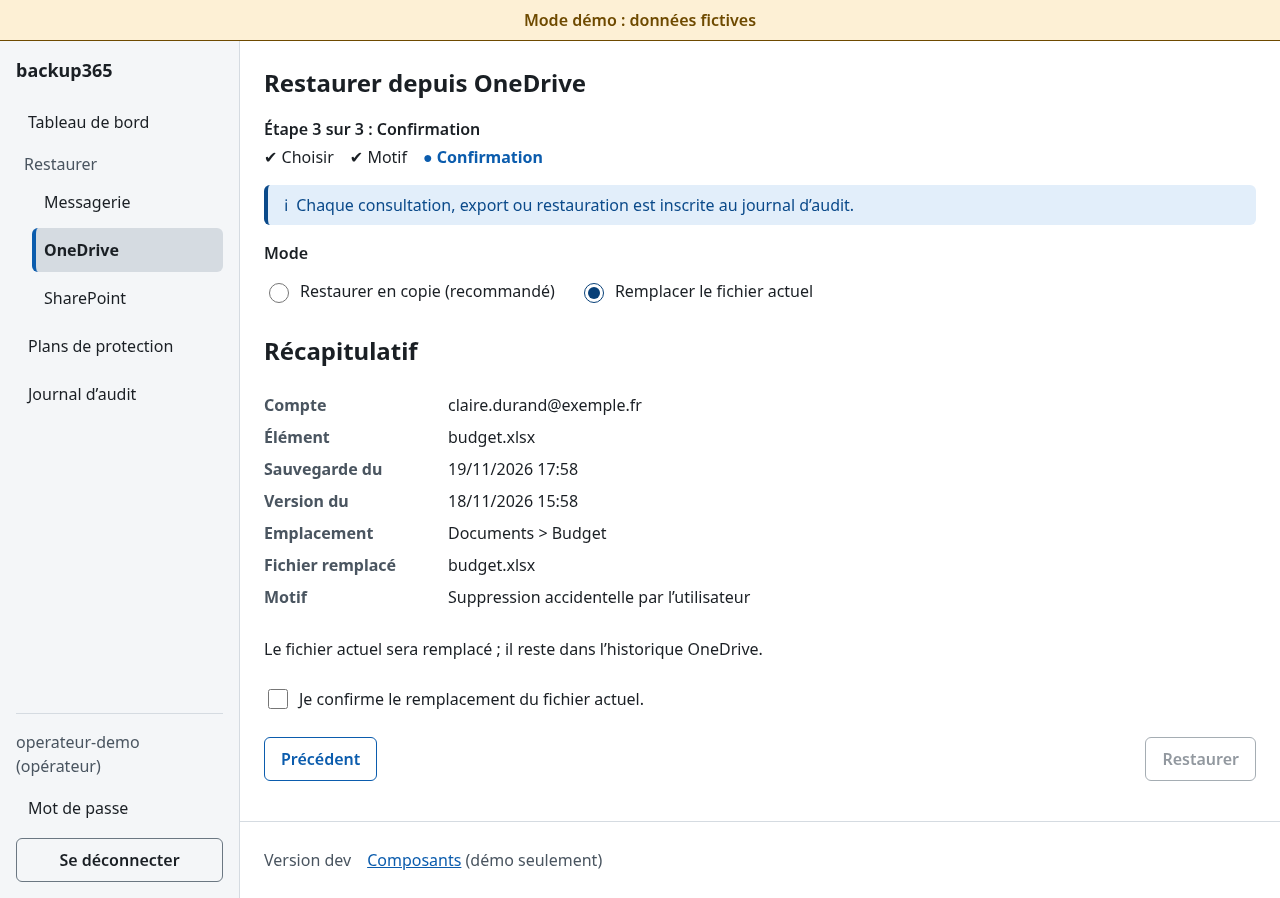 Mode démo : données fictives
backup365
Tableau de bord
Restaurer
Messagerie
OneDrive
SharePoint
Plans de protection
Journal d’audit
operateur-demo
(opérateur)
Mot de passe
Se déconnecter
Restaurer depuis OneDrive
Étape 3 sur 3 : Confirmation
✔ Choisir ✔ Motif ● Confirmation
i Chaque consultation, export ou restauration est inscrite au journal d’audit.
Mode
Restaurer en copie (recommandé) Remplacer le fichier actuel
Récapitulatif
Compte claire.durand@exemple.fr
Élément budget.xlsx
Sauvegarde du 19/11/2026 17:58
Version du 18/11/2026 15:58
Emplacement Documents > Budget
Fichier remplacé budget.xlsx
Motif Suppression accidentelle par l’utilisateur
Le fichier actuel sera remplacé ; il reste dans l’historique OneDrive.
Je confirme le remplacement du fichier actuel.
Précédent Restaurer
Version dev Composants (démo seulement)